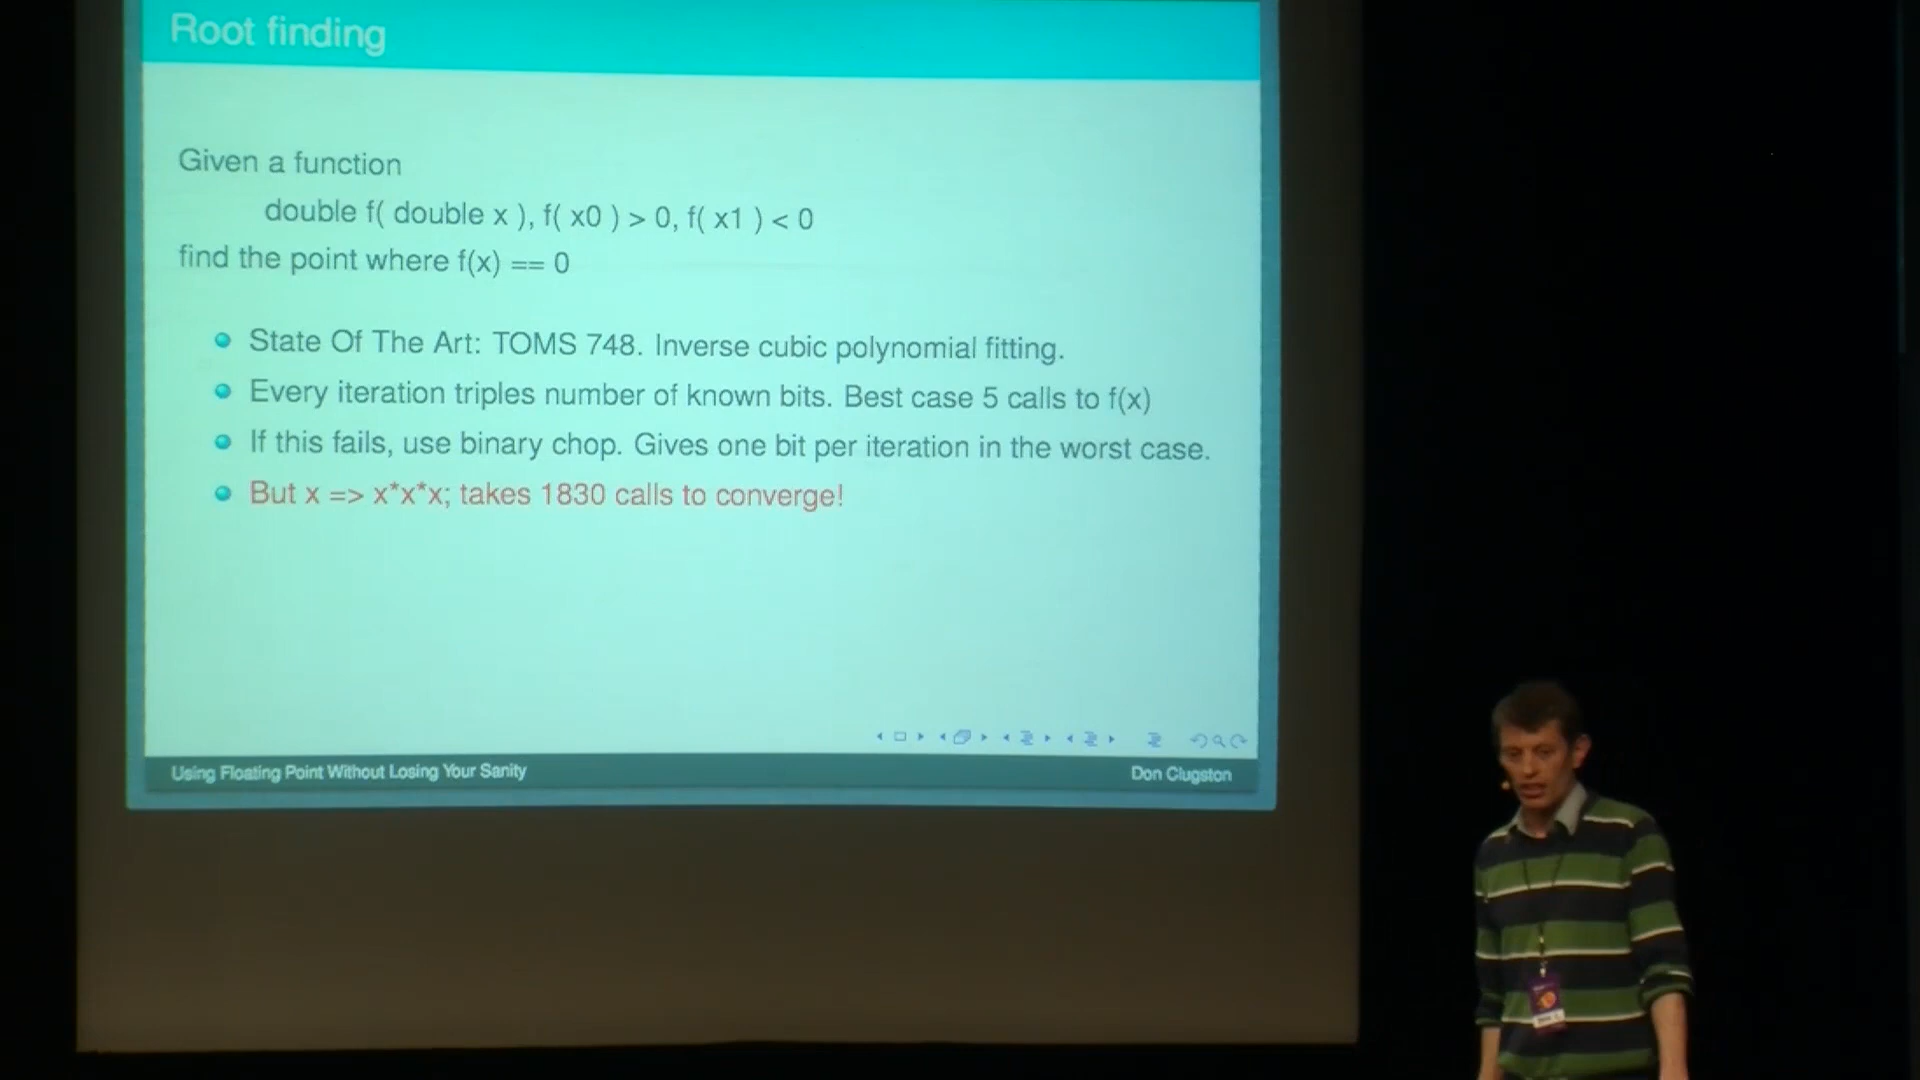 Root finding
Given a function
double f( double x ), f( x0 ) > 0, f( x1 ) < 0
find the point where f(x) == 0
State Of The Art: TOMS 748. Inverse cubic polynomial fitting.
Every iteration triples number of known bits. Best case 5 calls to f(x)
If this fails, use binary chop. Gives one bit per iteration in the worst case.
But x => x*x*x; takes 1830 calls to converge!
Using Floating Point Without Losing Your Sanity
Don Clugston